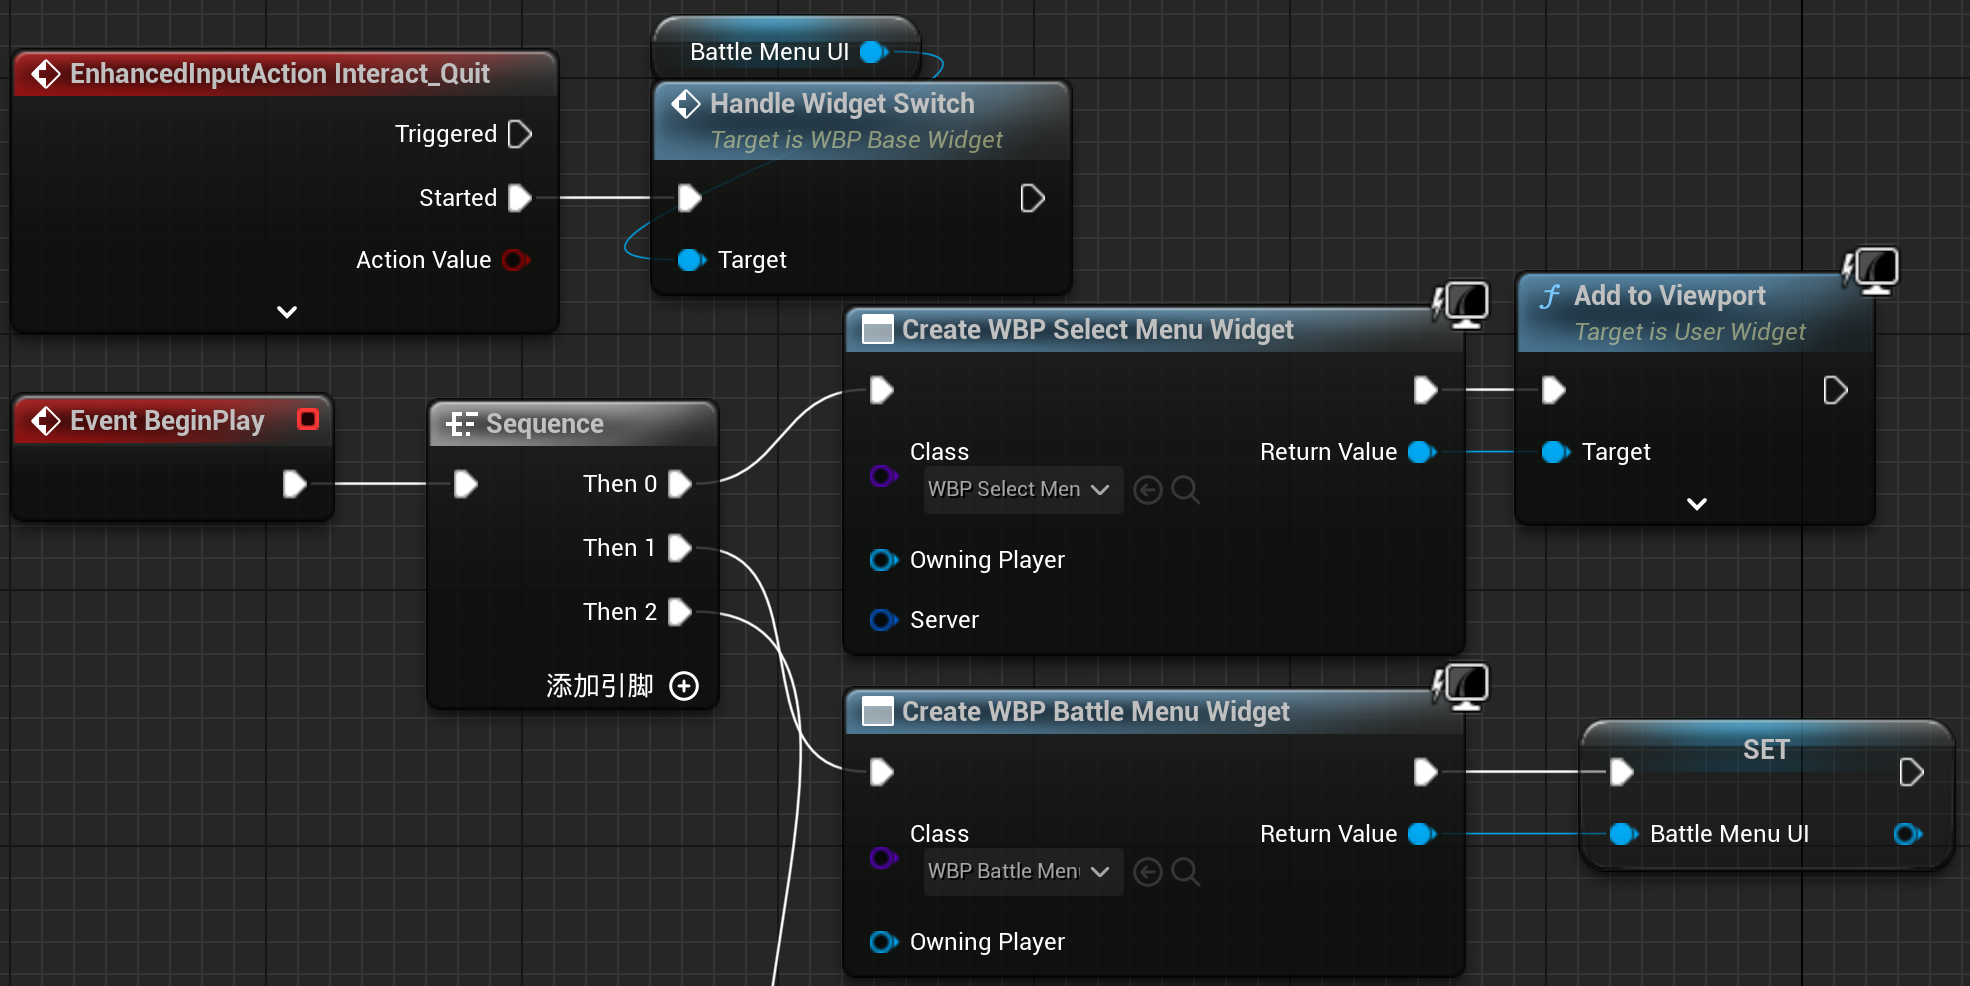 Battle Menu UI
EnhancedInputAction Interact_Quit
Triggered
Started
Action Value
Handle Widget Switch
Target is WBP Base Widget
Target
Event BeginPlay
Sequence
Then 0
Then 1
Then 2
添加引脚
Create WBP Select Menu Widget
Class
WBP Select Men
Return Value
Owning Player
Server
Add to Viewport
Target is User Widget
Target
Create WBP Battle Menu Widget
Class
WBP Battle Men
Return Value
Owning Player
SET
Battle Menu UI